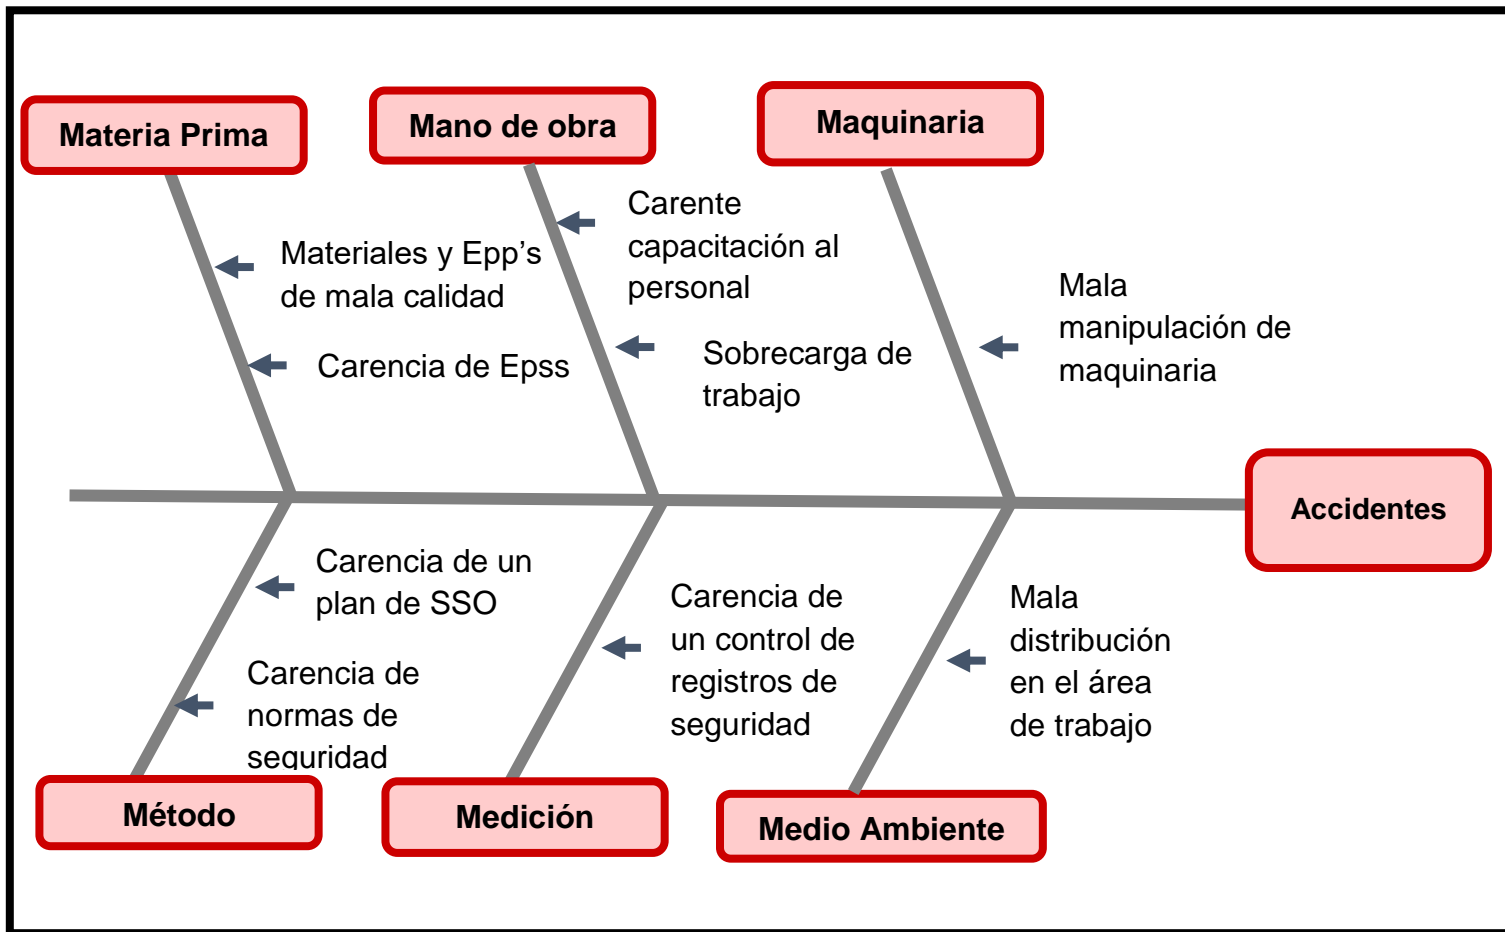 Materia Prima
Mano de obra
Maquinaria
Materiales y Epp’s
de mala calidad
Carencia de Epss
Carente
capacitación al
personal
Sobrecarga de
trabajo
Mala
manipulación de
maquinaria
Accidentes
Carencia de un
plan de SSO
Carencia de
normas de
seguridad
Carencia de
un control de
registros de
seguridad
Mala
distribución
en el área
de trabajo
Método
Medición
Medio Ambiente